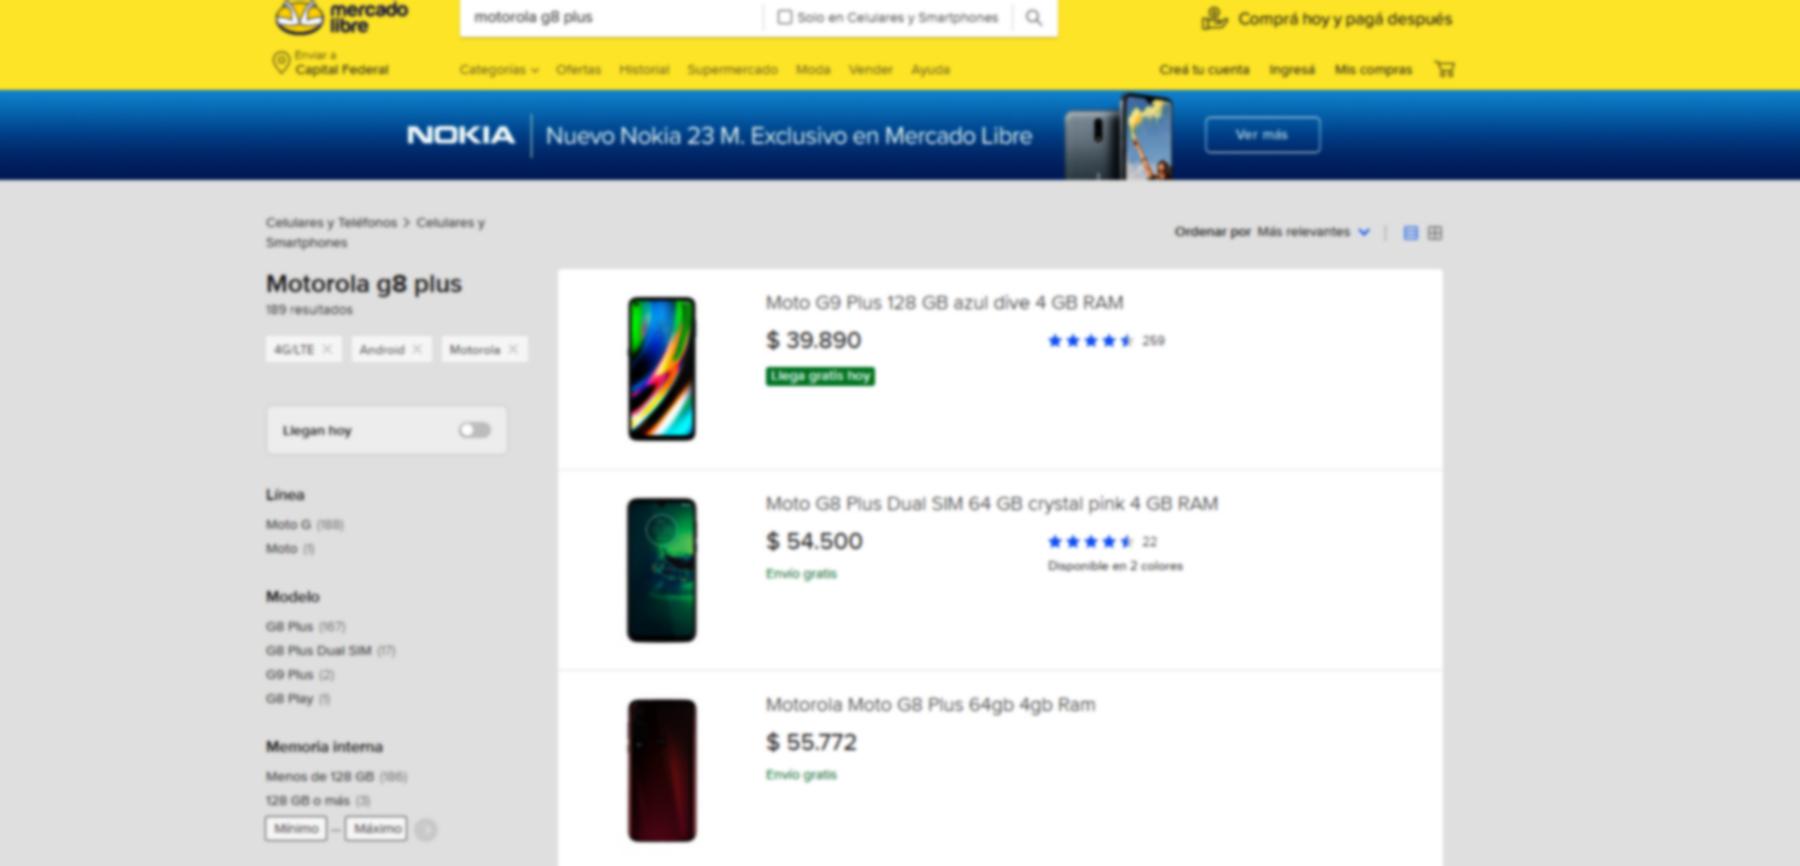 mercado libre
motorola g8 plus
Solo en Celulares y Smartphones
Comprá hoy y pagá después
Enviar a
Capital Federal
Categorías Ofertas Historial Supermercado Moda Vender Ayuda
Creá tu cuenta Ingresá Mis compras
NOKIA Nuevo Nokia 23 M. Exclusivo en Mercado Libre Ver más
Celulares y Teléfonos > Celulares y
Smartphones
Ordenar por Más relevantes
Motorola g8 plus
189 resultados
4G/LTE × Android × Motorola ×
Llegan hoy
Línea
Moto G (188)
Moto (1)
Modelo
G8 Plus (167)
G8 Plus Dual SIM (17)
G9 Plus (2)
G8 Play (1)
Memoria interna
Menos de 128 GB (186)
128 GB o más (3)
Mínimo — Máximo
Moto G9 Plus 128 GB azul dive 4 GB RAM
$ 39.890
259
Llega gratis hoy
Moto G8 Plus Dual SIM 64 GB crystal pink 4 GB RAM
$ 54.500
22
Envío gratis
Disponible en 2 colores
Motorola Moto G8 Plus 64gb 4gb Ram
$ 55.772
Envío gratis